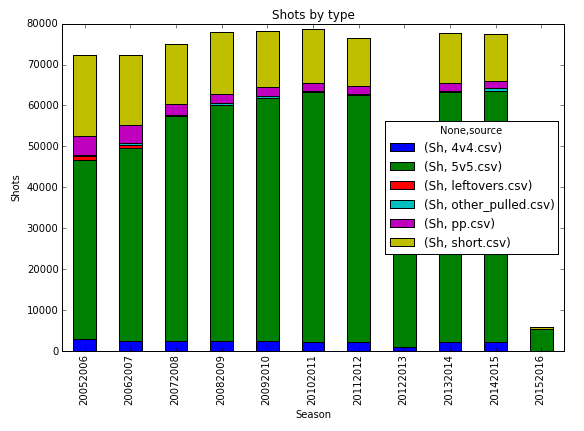 Shots by type
80000
70000
60000
50000
40000
30000
20000
10000
0
Shots
None,source
(Sh, 4v4.csv)
(Sh, 5v5.csv)
(Sh, leftovers.csv)
(Sh, other_pulled.csv)
(Sh, pp.csv)
(Sh, short.csv)
20052006
20062007
20072008
20082009
20092010
20102011
20112012
20122013
20132014
20142015
20152016
Season